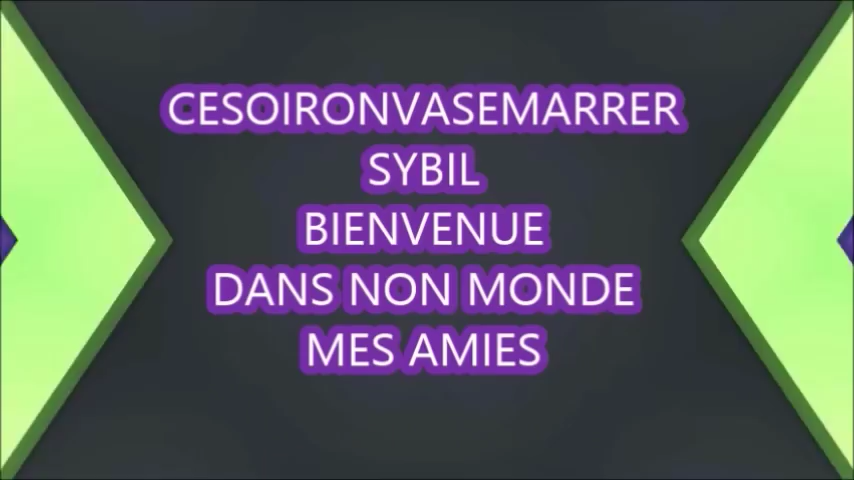 CESOIRONVASEMARRER
SYBIL
BIENVENUE
DANS NON MONDE
MES AMIES